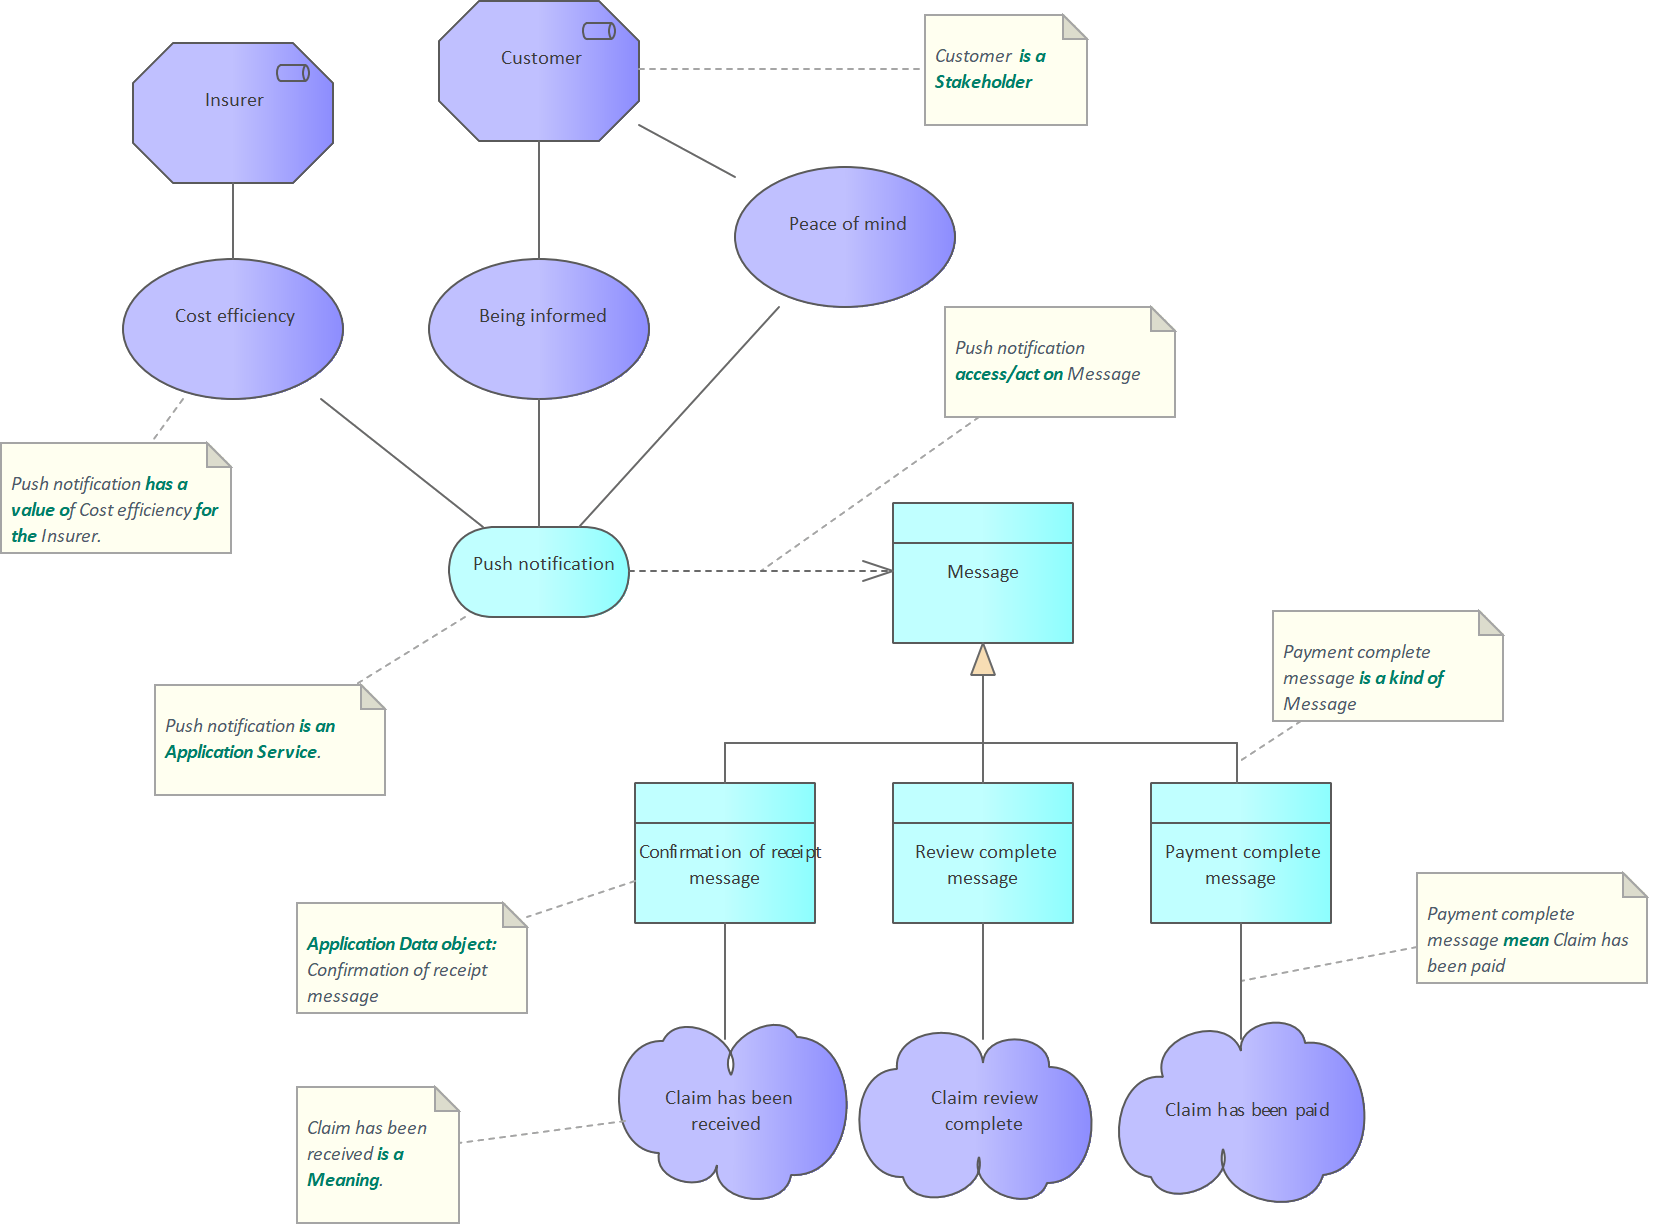 Customer
Customer is a
Stakeholder
Insurer
Peace of mind
Cost efficiency
Being informed
Push notification
access/act on Message
Push notification has a
value of Cost efficiency for
the Insurer.
Push notification
Message
Payment complete
message is a kind of
Message
Push notification is an
Application Service.
Confirmation of receipt
message
Review complete
message
Payment complete
message
Application Data object:
Confirmation of receipt
message
Payment complete
message mean Claim has
been paid
Claim has been
received
Claim review
complete
Claim has been paid
Claim has been
received is a
Meaning.